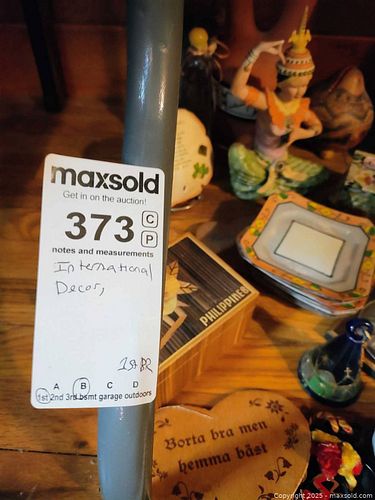 maxsold
Get in on the auction!
373 C
P
notes and measurements
International
Decor,
1st BR
A B C D
1st 2nd 3rd bsmt garage outdoors
PHILIPPINES
Borta bra men
hemma bäst
Copyright © 2025 - maxsold.com